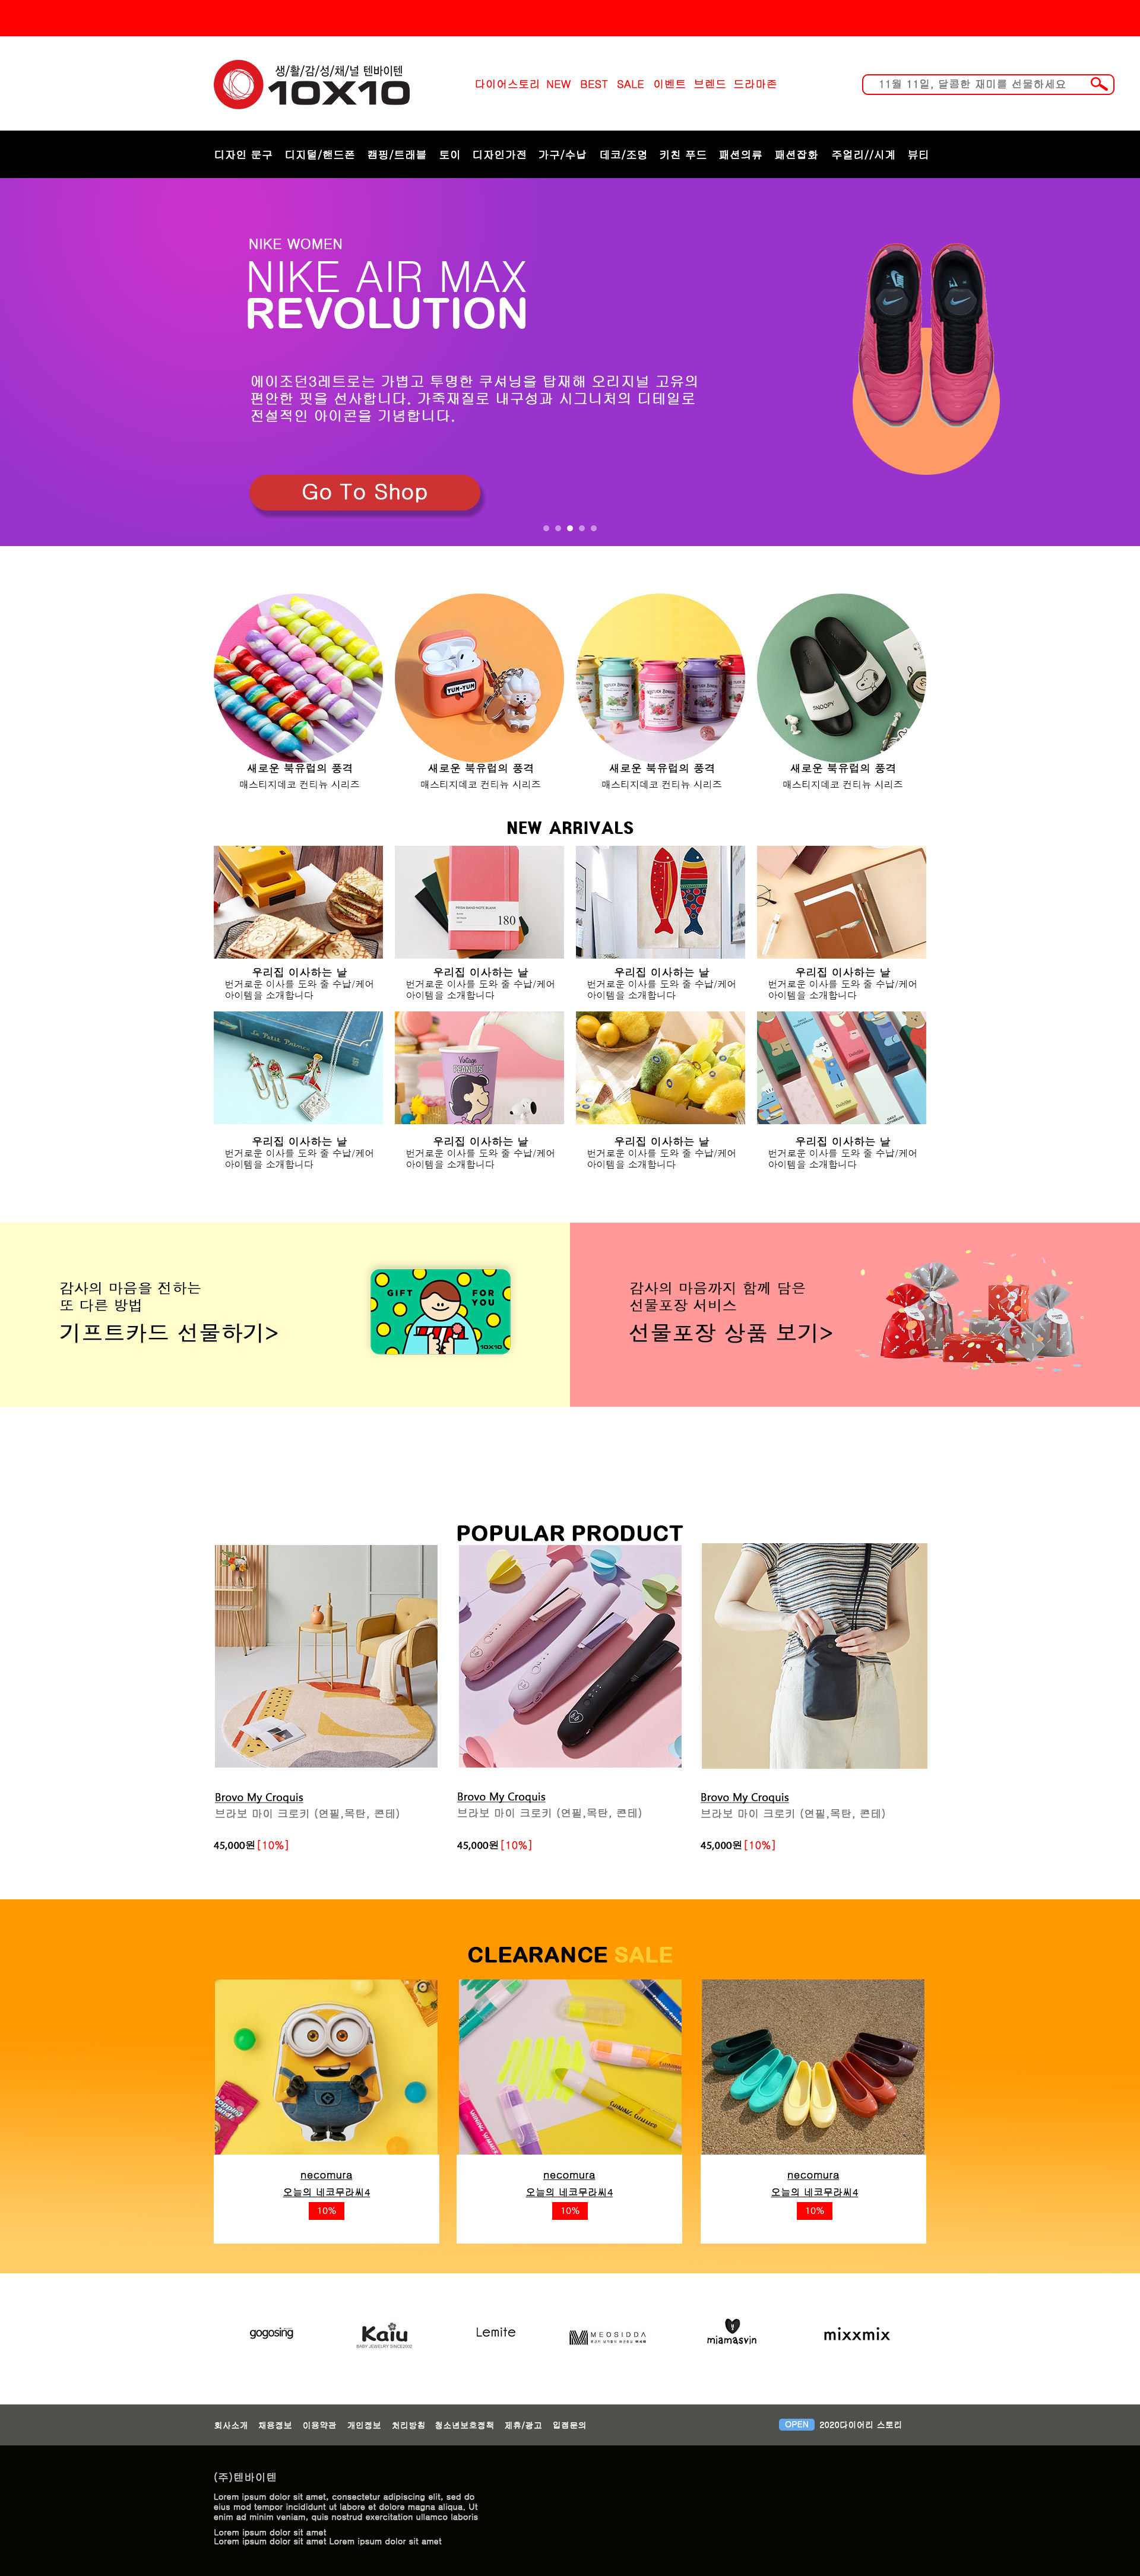 생/활/감/성/채/널 텐바이텐
10X10
다이어스토리 NEW BEST SALE 이벤트 브렌드 드라마존
11월 11일, 달콤한 재미를 선물하세요
디자인 문구 디지털/핸드폰 캠핑/트래블 토이 디자인가전 가구/수납 데코/조명 키친 푸드 패션의류 패션잡화 주얼리//시계 뷰티
NIKE WOMEN
NIKE AIR MAX
REVOLUTION
에이조던3레트로는 가볍고 투명한 쿠셔닝을 탑재해 오리지널 고유의
편안한 핏을 선사합니다. 가죽재질로 내구성과 시그니처의 디테일로
전설적인 아이콘을 기념합니다.
Go To Shop
YUM-YUM
SNOOPY
새로운 북유럽의 풍격 새로운 북유럽의 풍격 새로운 북유럽의 풍격 새로운 북유럽의 풍격
매스티지데코 컨티뉴 시리즈 매스티지데코 컨티뉴 시리즈 매스티지데코 컨티뉴 시리즈 매스티지데코 컨티뉴 시리즈
NEW ARRIVALS
180
우리집 이사하는 날 우리집 이사하는 날 우리집 이사하는 날 우리집 이사하는 날
번거로운 이사를 도와 줄 수납/케어 번거로운 이사를 도와 줄 수납/케어 번거로운 이사를 도와 줄 수납/케어 번거로운 이사를 도와 줄 수납/케어
아이템을 소개합니다 아이템을 소개합니다 아이템을 소개합니다 아이템을 소개합니다
Le Petit Prince
Vintage
PEANUTS
우리집 이사하는 날 우리집 이사하는 날 우리집 이사하는 날 우리집 이사하는 날
번거로운 이사를 도와 줄 수납/케어 번거로운 이사를 도와 줄 수납/케어 번거로운 이사를 도와 줄 수납/케어 번거로운 이사를 도와 줄 수납/케어
아이템을 소개합니다 아이템을 소개합니다 아이템을 소개합니다 아이템을 소개합니다
감사의 마음을 전하는
또 다른 방법
기프트카드 선물하기>
GIFT FOR YOU
10X10
감사의 마음까지 함께 담은
선물포장 서비스
선물포장 상품 보기>
POPULAR PRODUCT
Brovo My Croquis Brovo My Croquis Brovo My Croquis
브라보 마이 크로키 (연필,목탄, 콘테) 브라보 마이 크로키 (연필,목탄, 콘테) 브라보 마이 크로키 (연필,목탄, 콘테)
45,000원 [10%] 45,000원 [10%] 45,000원 [10%]
CLEARANCE SALE
necomura necomura necomura
오늘의 네코무라씨4 오늘의 네코무라씨4 오늘의 네코무라씨4
10% 10% 10%
gogosing Kaiu Lemite MEOSIDDA miamasvin mixxmix
BABY JEWELRY SINCE2002
회사소개 채용정보 이용약관 개인정보 처리방침 청소년보호정책 제휴/광고 입점문의 OPEN 2020다이어리 스토리
(주)텐바이텐
Lorem ipsum dolor sit amet, consectetur adipiscing elit, sed do
eius mod tempor incididunt ut labore et dolore magna aliqua. Ut
enim ad minim veniam, quis nostrud exercitation ullamco laboris
Lorem ipsum dolor sit amet
Lorem ipsum dolor sit amet Lorem ipsum dolor sit amet